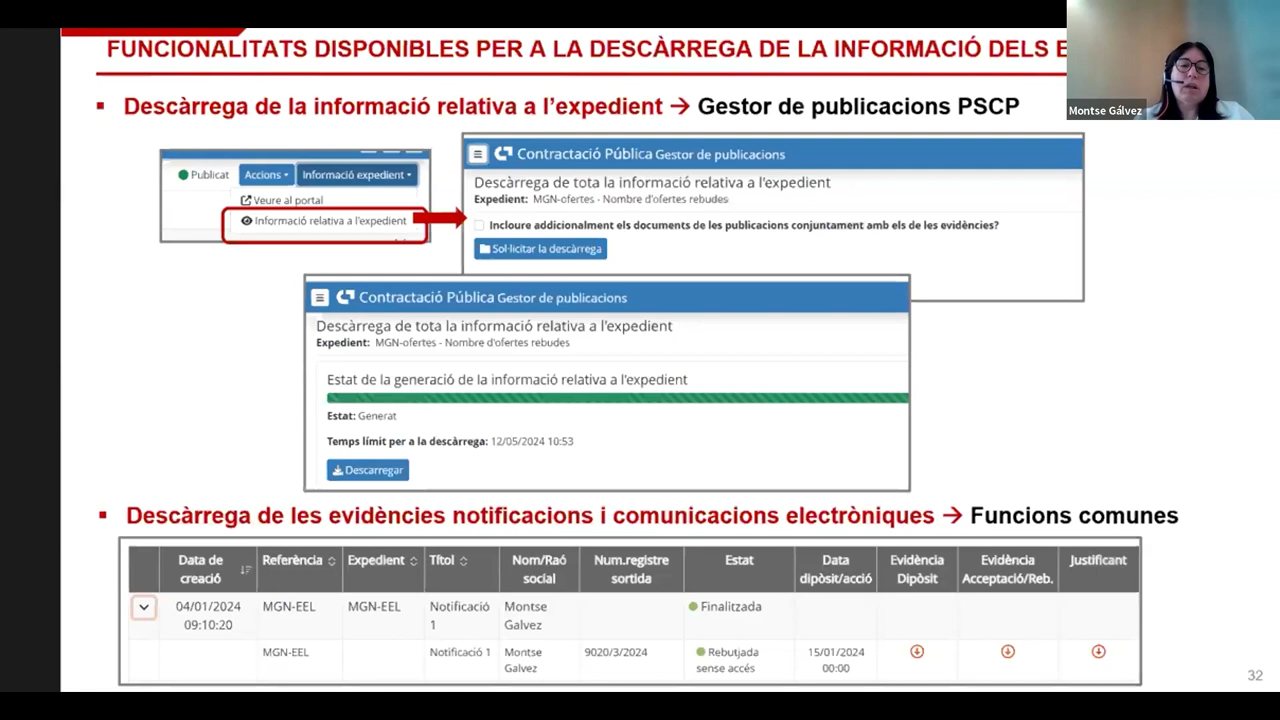 FUNCIONALITATS DISPONIBLES PER A LA DESCÀRREGA DE LA INFORMACIÓ DELS E
Montse Gálvez
▪ Descàrrega de la informació relativa a l'expedient → Gestor de publicacions PSCP
Publicat Accions Informació expedient
Veure al portal
Informació relativa a l'expedient
Contractació Pública Gestor de publicacions
Descàrrega de tota la informació relativa a l'expedient
Expedient: MGN-ofertes - Nombre d'ofertes rebudes
Incloure addicionalment els documents de les publicacions conjuntament amb els de les evidències?
Sol·licitar la descàrrega
Contractació Pública Gestor de publicacions
Descàrrega de tota la informació relativa a l'expedient
Expedient: MGN-ofertes - Nombre d'ofertes rebudes
Estat de la generació de la informació relativa a l'expedient
Estat: Generat
Temps límit per a la descàrrega: 12/05/2024 10:53
Descarregar
▪ Descàrrega de les evidències notificacions i comunicacions electròniques → Funcions comunes
Data de creació Referència Expedient Títol Nom/Raó social Num.registre sortida Estat Data dipòsit/acció Evidència Dipòsit Evidència Acceptació/Reb. Justificant
04/01/2024 09:10:20 MGN-EEL MGN-EEL Notificació 1 Montse Galvez Finalitzada
MGN-EEL Notificació 1 Montse Galvez 9020/3/2024 Rebutjada sense accés 15/01/2024 00:00
32